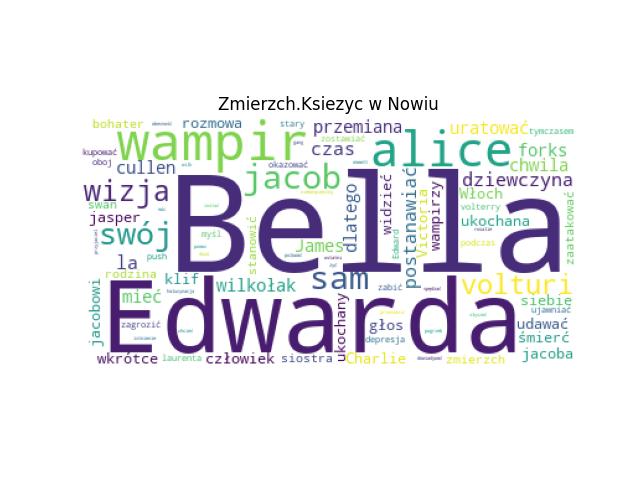 Zmierzch.Ksiezyc w Nowiu
bohater
rozmowa
stary
przemiana
uratować
tymczasem
wampir
alice
kupować
oboj
cullen
zostawiać
czas
okazować
forks
chwila
wizja
jacob
dziewczyna
swan
jasper
swój
myśl
Bella
stanowić
James
dlatego
widzieć
Edward
postanawiać
Victoria
wampirzy
Włoch
volterry
ukochana
podczas
zaatakować
la
push
rodzina
klif
wilkołak
sam
zabić
volturi
siebie
ujawniać
jacobowi
mieć
zagrozić
Edwarda
ukochany
głos
depresja
udawać
śmierć
wkrótce
laurenta
człowiek
siostra
Charlie
zmierzch
jacoba